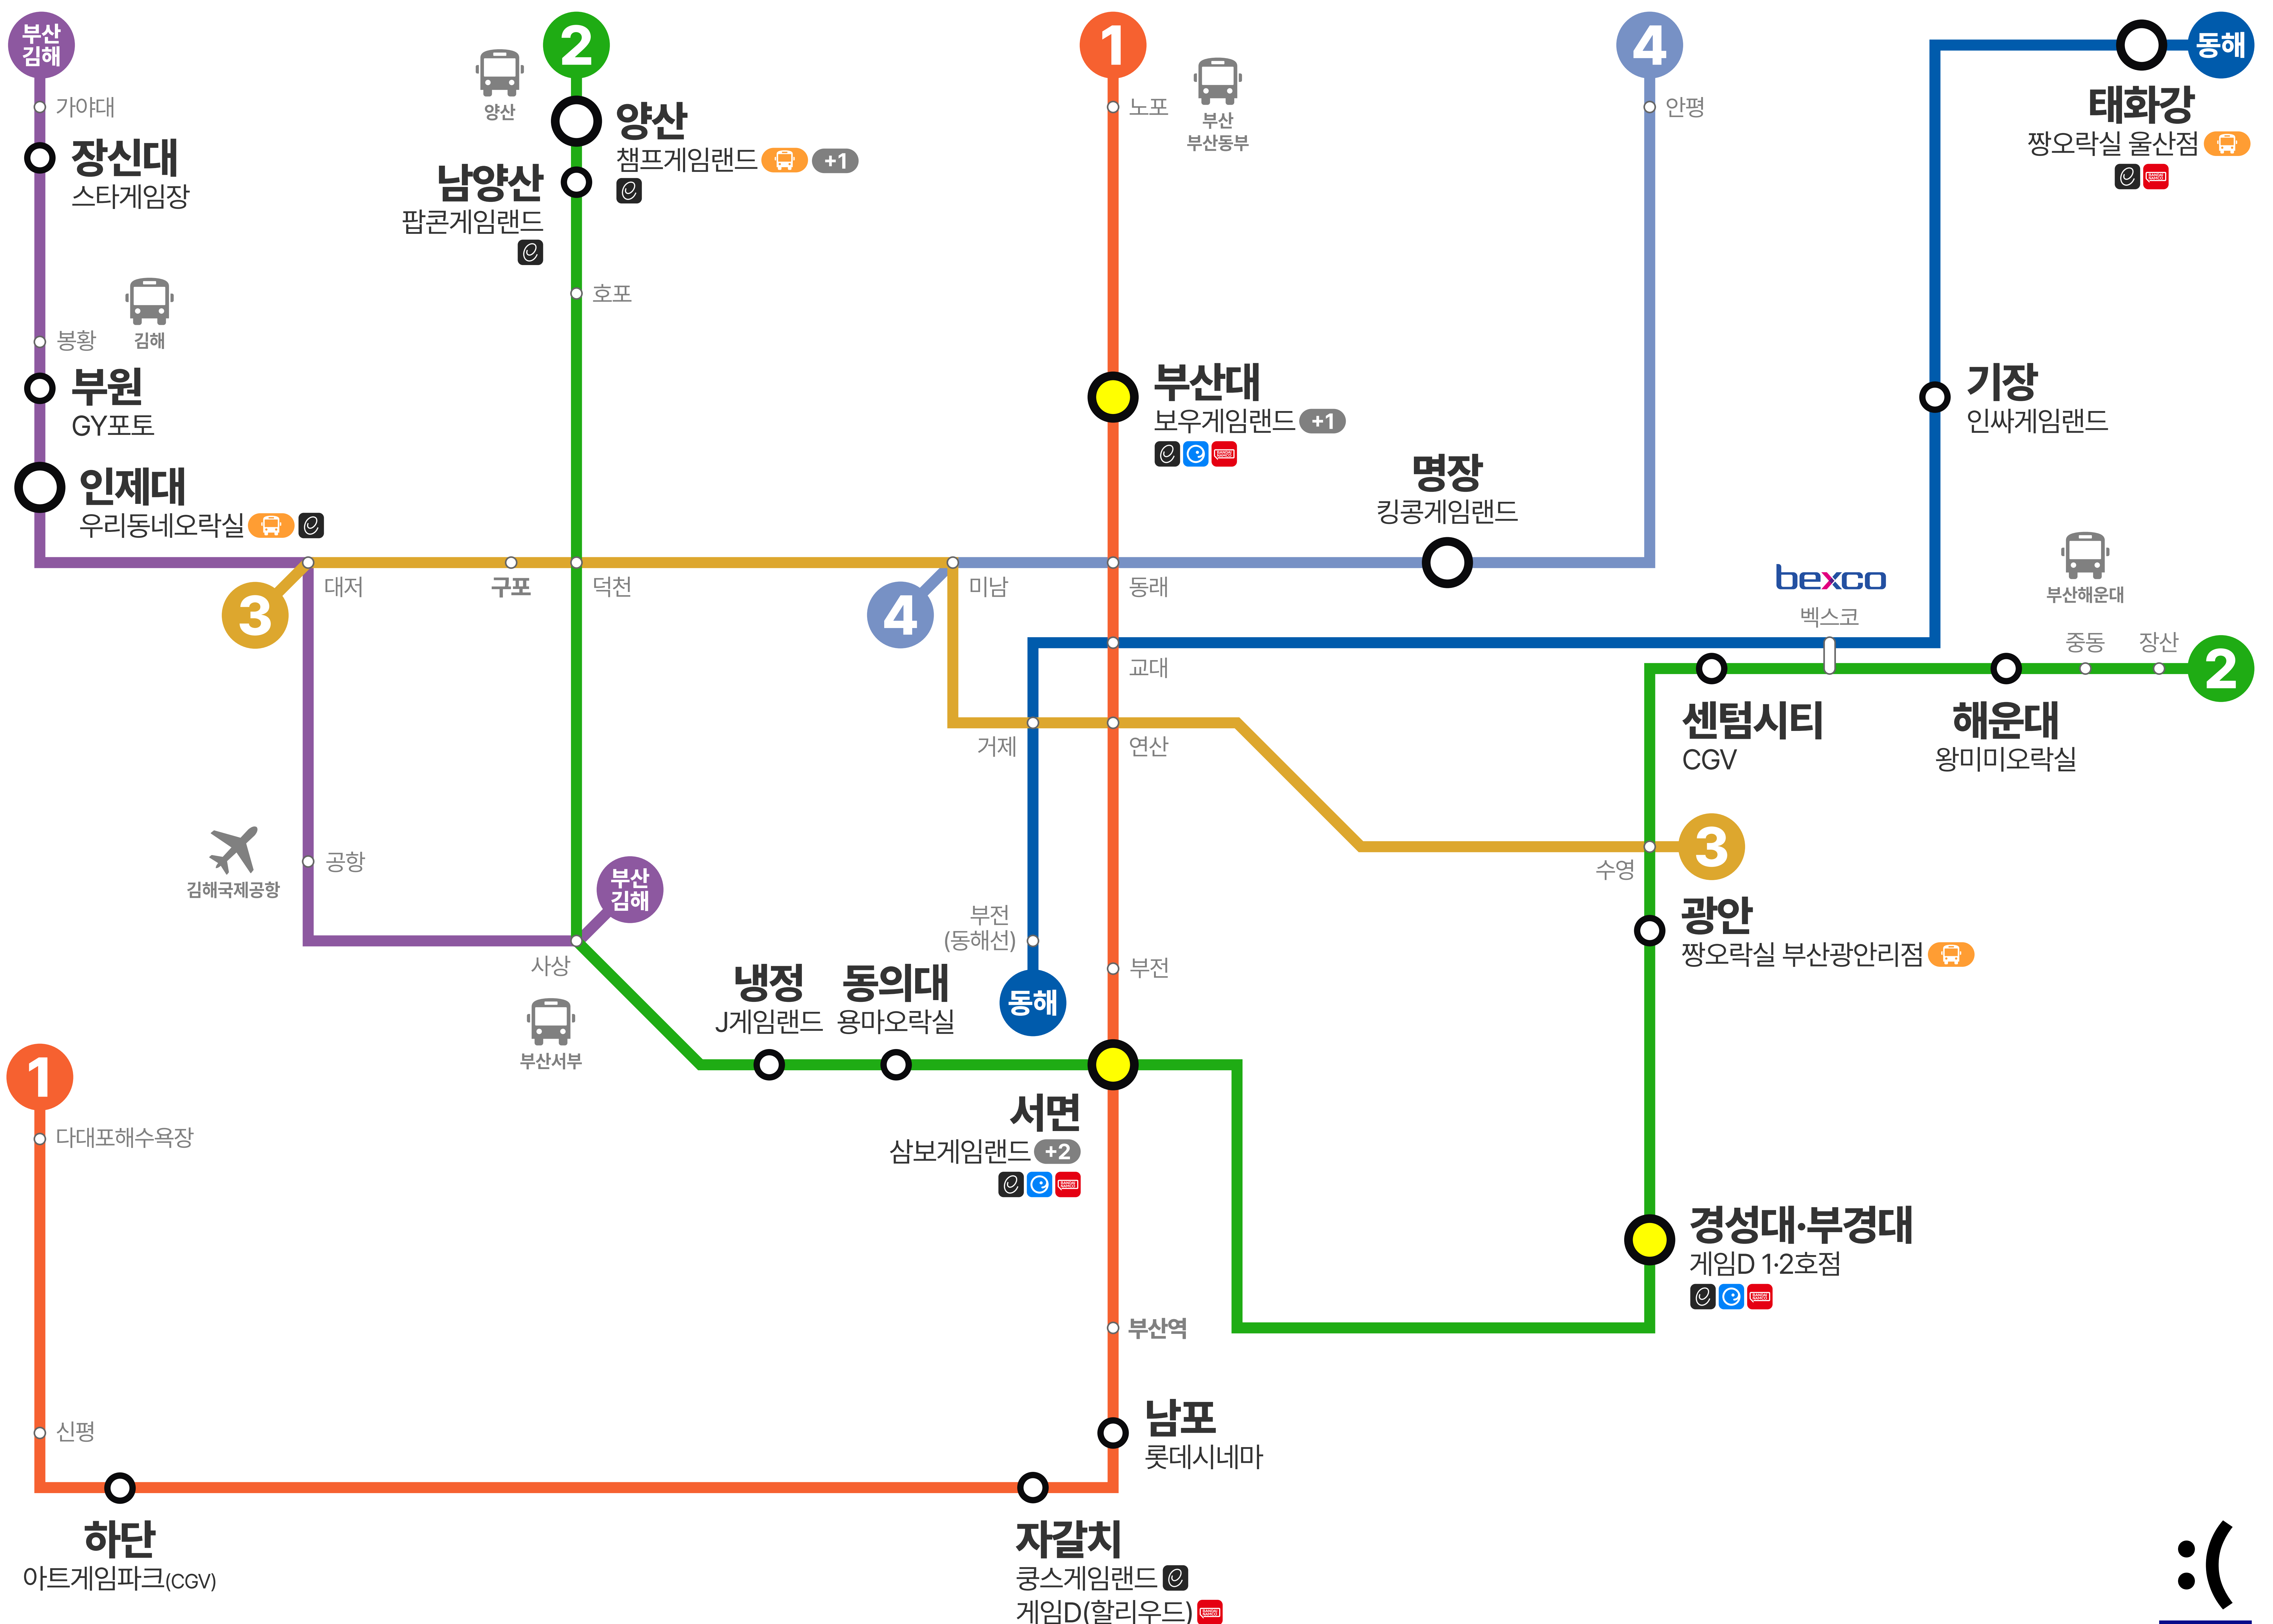 부산
김해
2
1
4
동해
가야대
장신대
스타게임장
양산
양산
챔프게임랜드 +1
남양산
팝콘게임랜드
호포
노포
부산
부산동부
안평
태화강
짱오락실 울산점
BANDAI NAMCO
김해
봉황
부원
GY포토
인제대
우리동네오락실
부산대
보우게임랜드 +1
BANDAI NAMCO
명장
킹콩게임랜드
기장
인싸게임랜드
3
대저
구포
덕천
4
미남
동래
bexco
벡스코
부산해운대
교대
중동
장산
2
거제
연산
센텀시티
CGV
해운대
왕미미오락실
김해국제공항
공항
부산
김해
3
수영
광안
짱오락실 부산광안리점
부전
(동해선)
부전
동해
사상
부산서부
냉정
J게임랜드
동의대
용마오락실
서면
삼보게임랜드 +2
BANDAI NAMCO
1
다대포해수욕장
경성대·부경대
게임D 1·2호점
BANDAI NAMCO
부산역
신평
남포
롯데시네마
하단
아트게임파크(CGV)
자갈치
쿵스게임랜드
게임D(할리우드) BANDAI NAMCO
:(